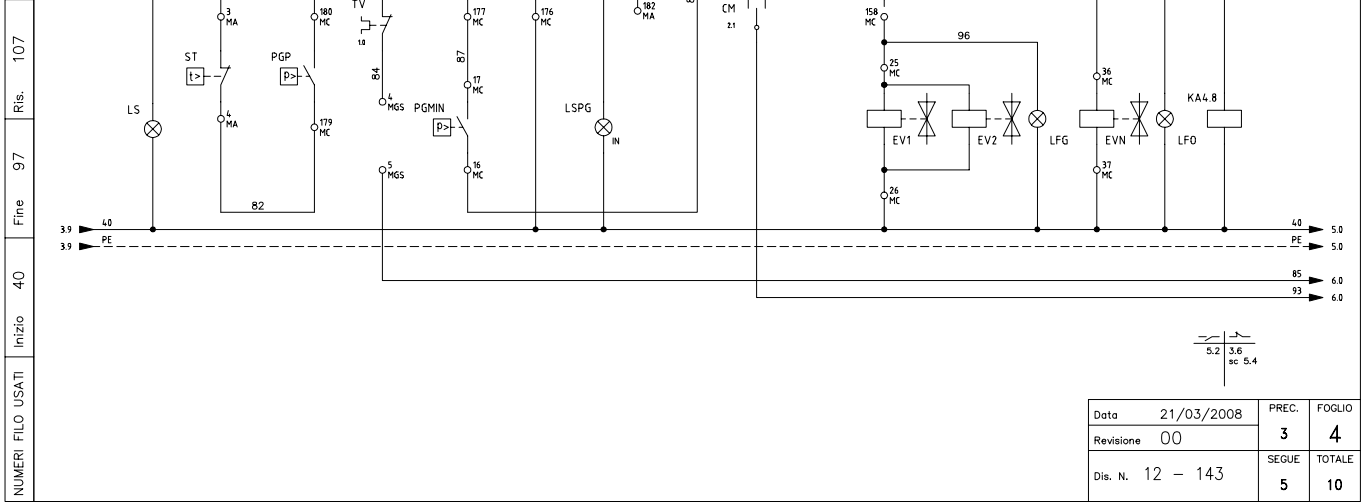 TV
1.0
3
MA
180
MC
177
MC
176
MC
182
MA
CM
2.1
158
MC
ST
t>
PGP
p>
84
87
96
25
MC
36
MC
17
MC
4
MGS
LS
4
MA
179
MC
PGMIN
p>
LSPG
IN
EV1
EV2
LFG
EVN
LFO
KA4.8
5
MGS
16
MC
26
MC
37
MC
82
3.9
40
40
5.0
3.9
PE
PE
5.0
85
6.0
93
6.0
5.2
3.6
sc 5.4
NUMERI FILO USATI
Inizio 40
Fine 97
Ris. 107
Data 21/03/2008
PREC.
FOGLIO
Revisione 00
3
4
Dis. N. 12 - 143
SEGUE
TOTALE
5
10